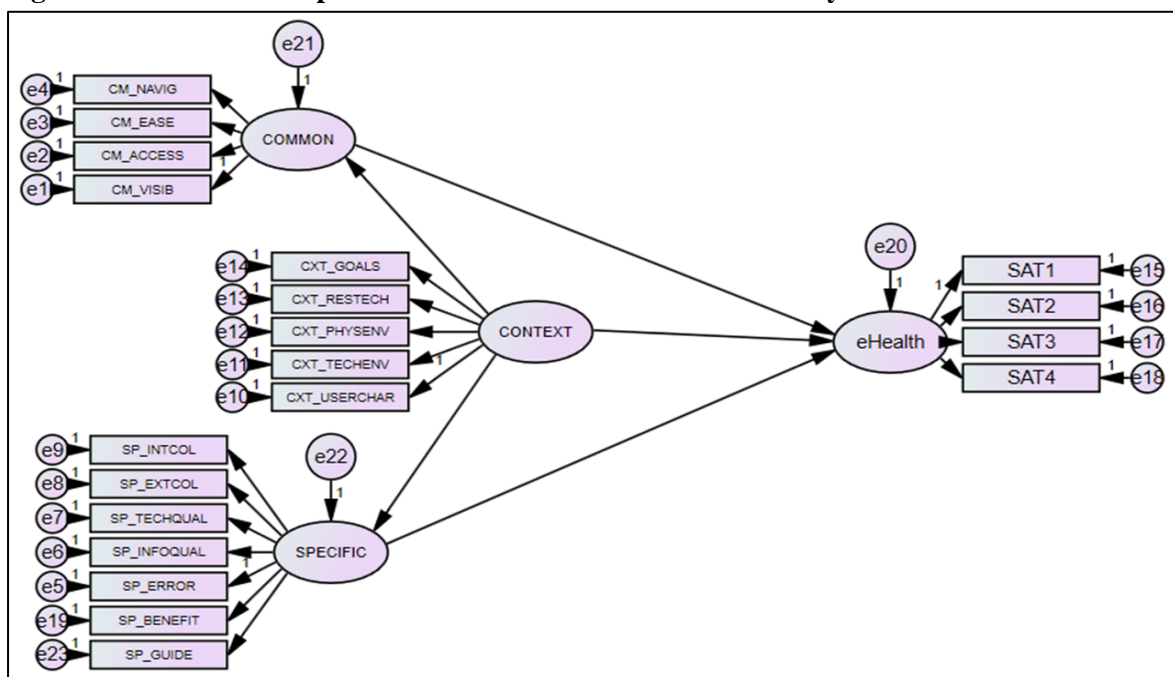 e21
1
e4 1 CM_NAVIG
e3 1 CM_EASE
e2 1 CM_ACCESS
e1 1 CM_VISIB
1
COMMON
e14 1 CXT_GOALS
e13 1 CXT_RESTECH
e12 1 CXT_PHYSENV
e11 1 CXT_TECHENV
e10 1 CXT_USERCHAR
1
CONTEXT
e20
1
eHealth
1
SAT1 1 e15
SAT2 1 e16
SAT3 1 e17
SAT4 1 e18
e22
1
e9 1 SP_INTCOL
e8 1 SP_EXTCOL
e7 1 SP_TECHQUAL
e6 1 SP_INFOQUAL
e5 1 SP_ERROR
e19 1 SP_BENEFIT
e23 1 SP_GUIDE
1
SPECIFIC